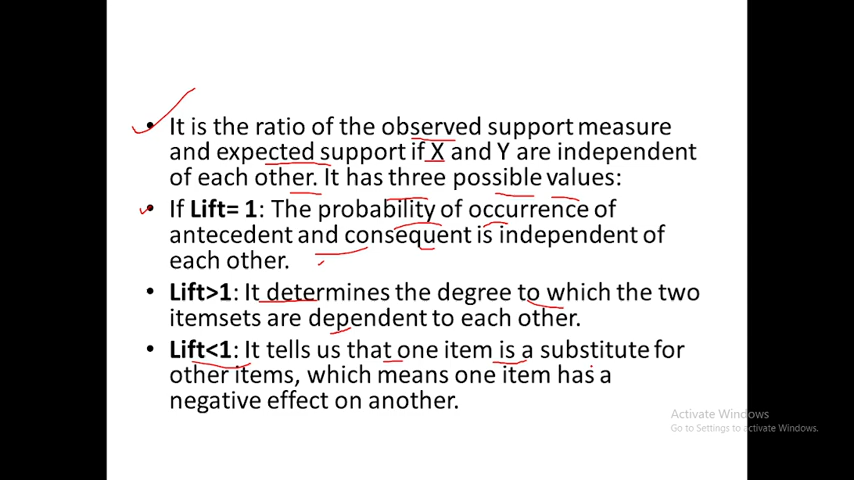 • It is the ratio of the observed support measure
and expected support if X and Y are independent
of each other. It has three possible values:
• If Lift= 1: The probability of occurrence of
antecedent and consequent is independent of
each other.
• Lift>1: It determines the degree to which the two
itemsets are dependent to each other.
• Lift<1: It tells us that one item is a substitute for
other items, which means one item has a
negative effect on another.
Activate Windows
Go to Settings to activate Windows.